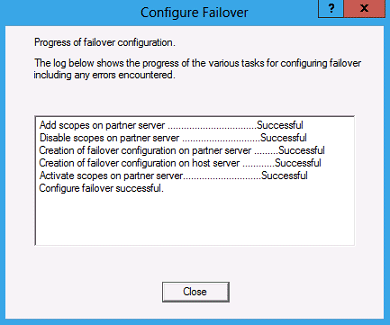 Configure Failover
?
x
Progress of failover configuration.
The log below shows the progress of the various tasks for configuring failover
including any errors encountered.
Add scopes on partner server ..................................Successful
Disable scopes on partner server .............................Successful
Creation of failover configuration on partner server .........Successful
Creation of failover configuration on host server ............Successful
Activate scopes on partner server.............................Successful
Configure failover successful.
Close